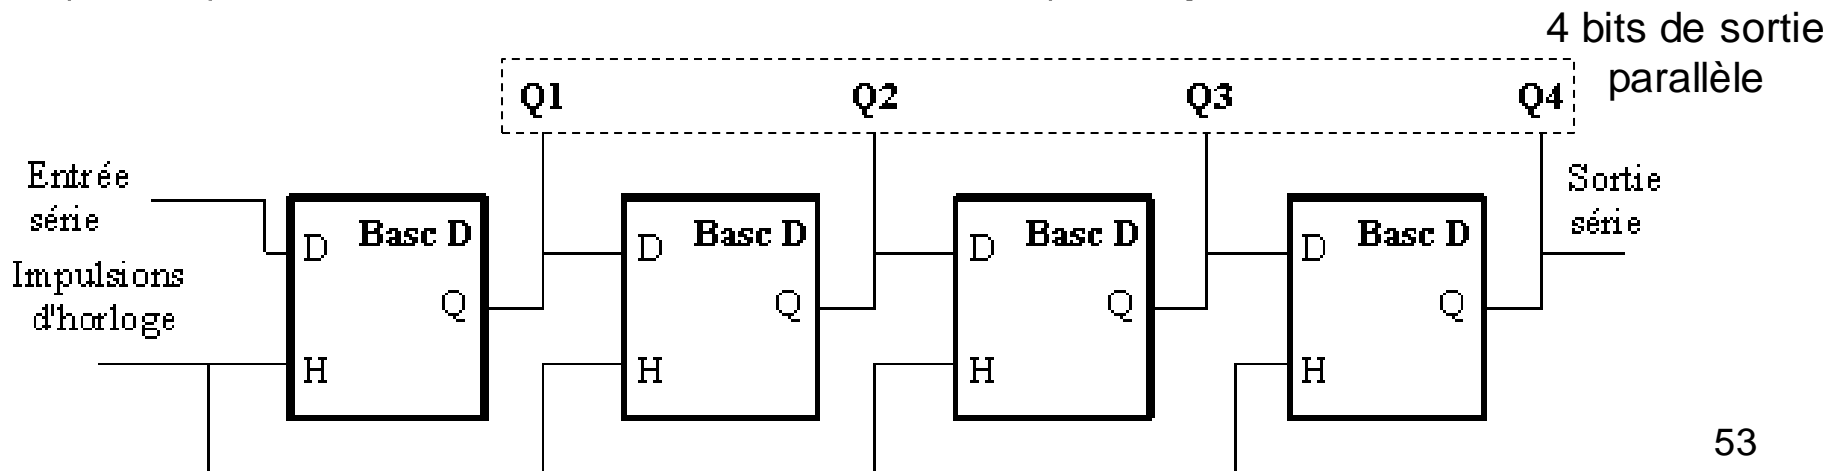 4 bits de sortie
parallèle
Q1 Q2 Q3 Q4
Entrée
série
Sortie
série
Basc D Basc D Basc D Basc D
D D D D
Impulsions
d'horloge
Q Q Q Q
H H H H
53